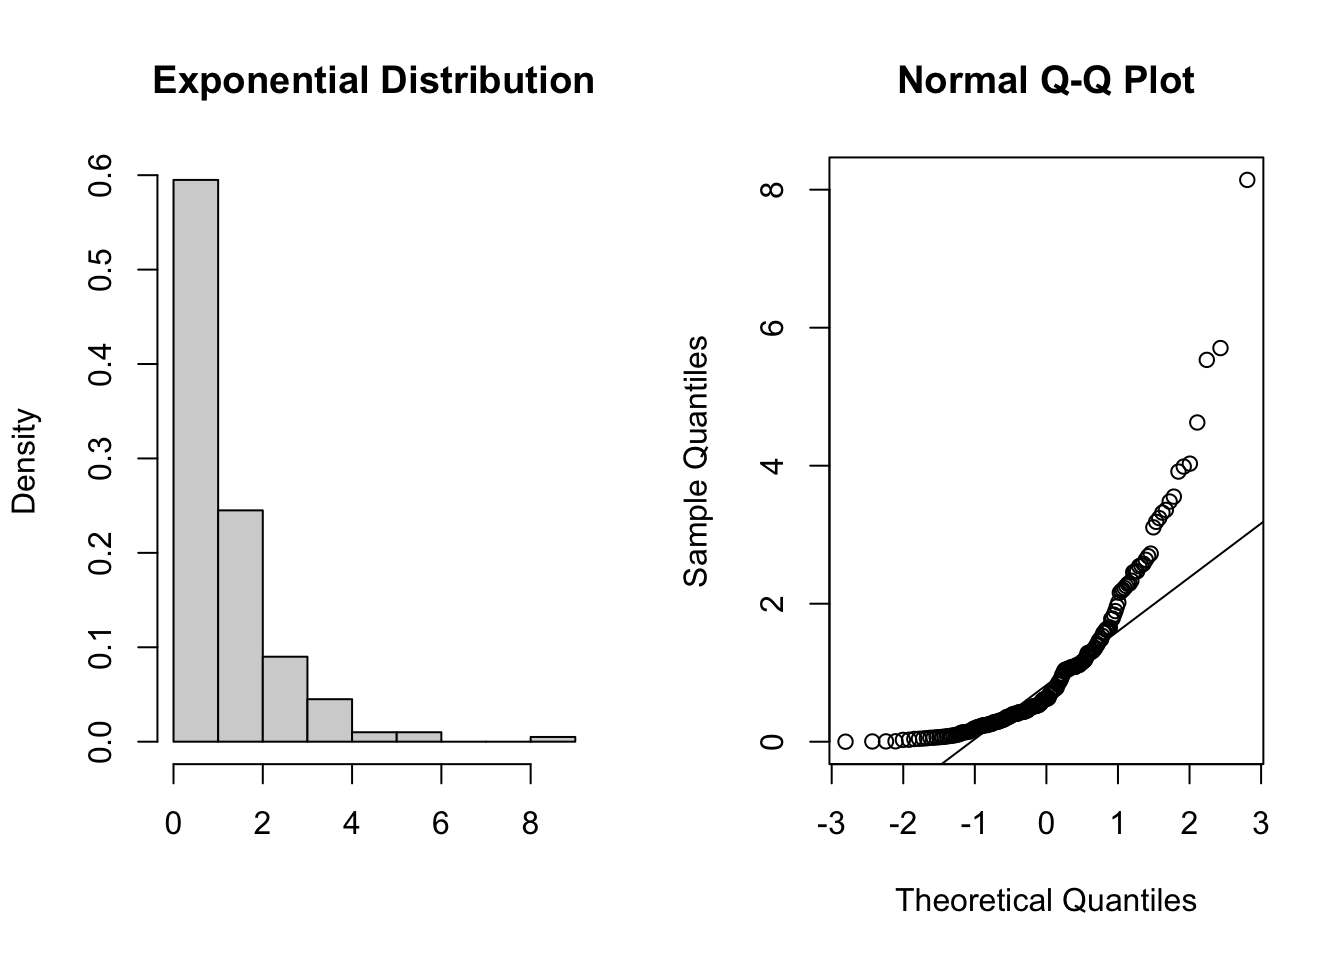 Exponential Distribution
Density
0.0 0.1 0.2 0.3 0.4 0.5 0.6
0 2 4 6 8
Normal Q-Q Plot
Sample Quantiles
0 2 4 6 8
-3 -2 -1 0 1 2 3
Theoretical Quantiles